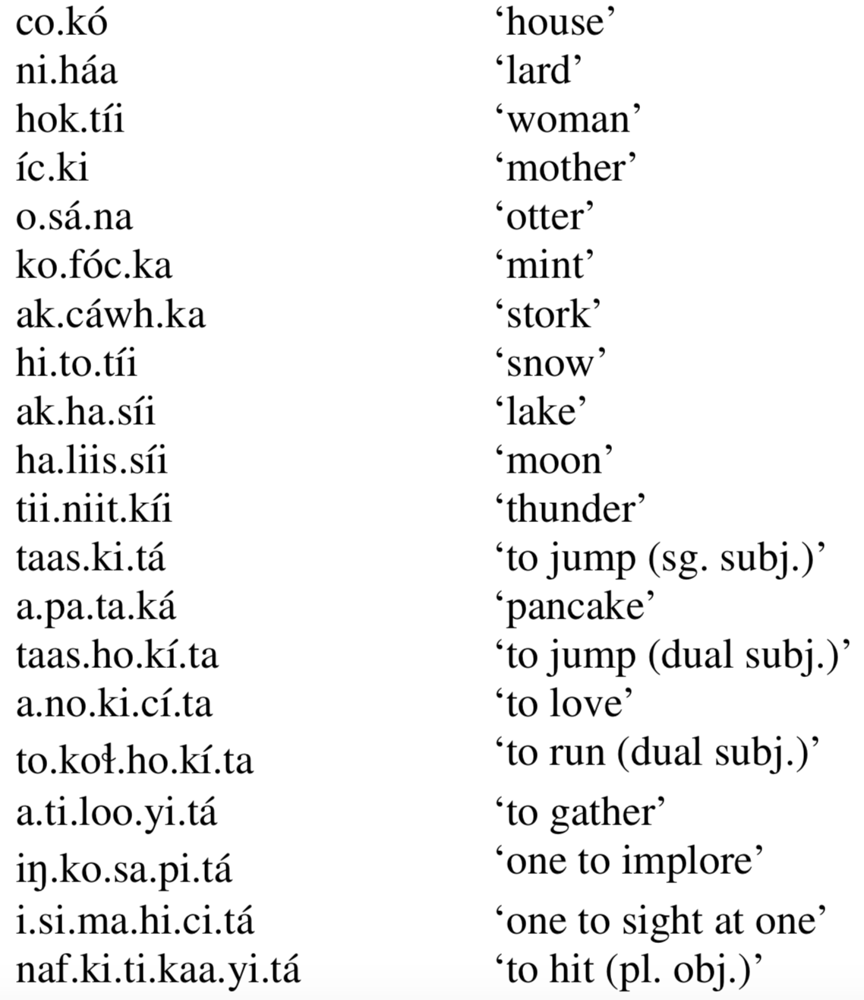 co.kó ‘house’
ni.háa ‘lard’
hok.tíi ‘woman’
íc.ki ‘mother’
o.sá.na ‘otter’
ko.fóc.ka ‘mint’
ak.cáwh.ka ‘stork’
hi.to.tíi ‘snow’
ak.ha.síi ‘lake’
ha.liis.síi ‘moon’
tii.niit.kíi ‘thunder’
taas.ki.tá ‘to jump (sg. subj.)’
a.pa.ta.ká ‘pancake’
taas.ho.kí.ta ‘to jump (dual subj.)’
a.no.ki.cí.ta ‘to love’
to.koɬ.ho.kí.ta ‘to run (dual subj.)’
a.ti.loo.yi.tá ‘to gather’
iŋ.ko.sa.pi.tá ‘one to implore’
i.si.ma.hi.ci.tá ‘one to sight at one’
naf.ki.ti.kaa.yi.tá ‘to hit (pl. obj.)’